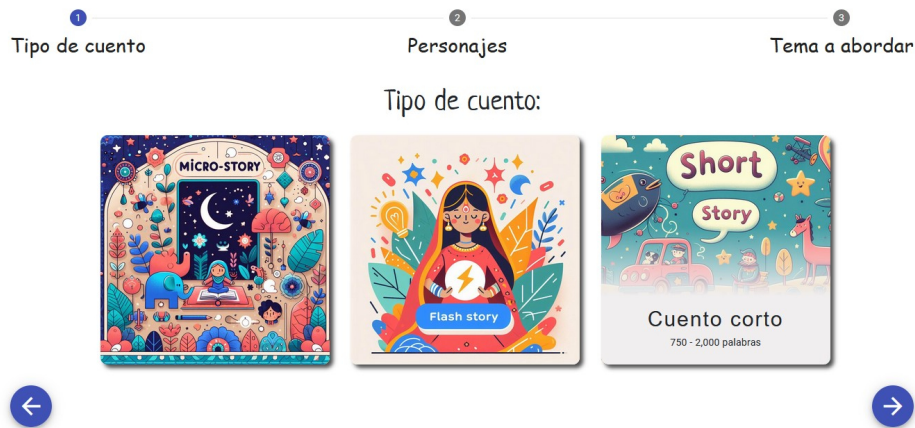 1
2
3
Tipo de cuento
Personajes
Tema a abordar
Tipo de cuento:
MiCRO-STORY
Flash story
Short
Story
Cuento corto
750 - 2,000 palabras